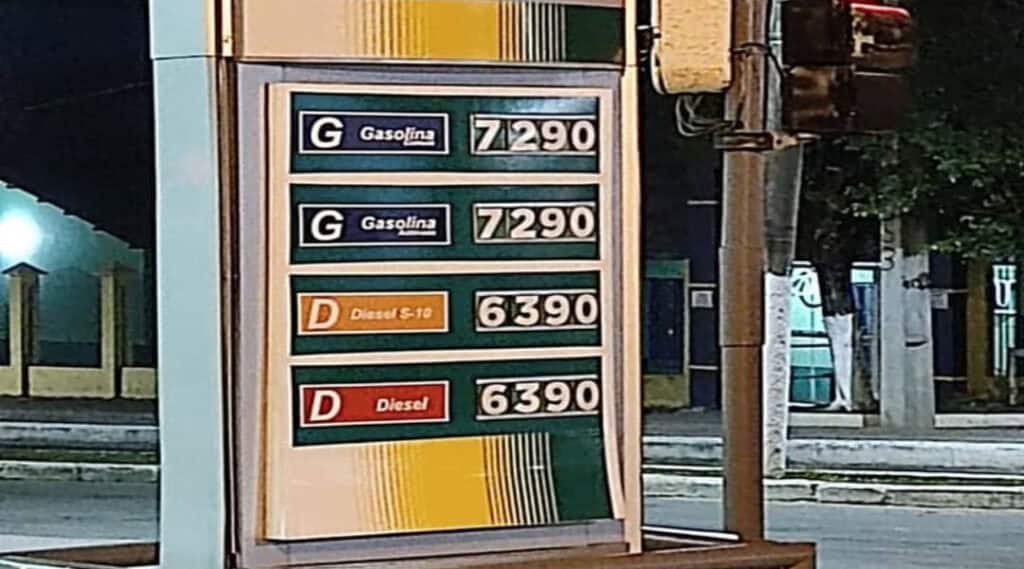 G Gasolina 7290
G Gasolina 7290
D Diesel S-10 6390
D Diesel 6390